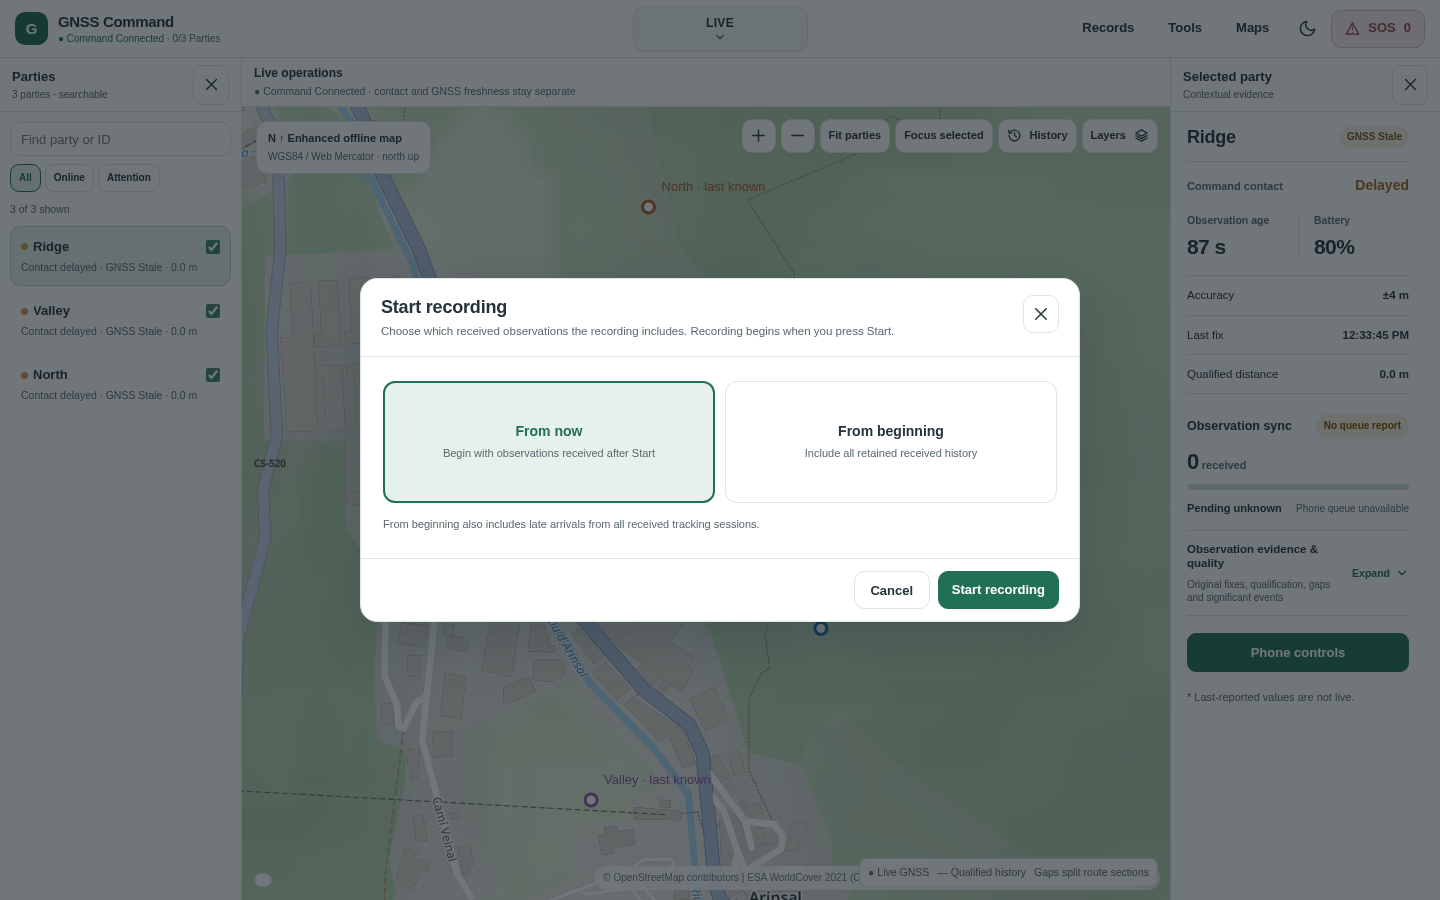 G
GNSS Command
● Command Connected · 0/3 Parties
LIVE
Records
Tools
Maps
SOS 0
Parties
3 parties · searchable
Find party or ID
All
Online
Attention
3 of 3 shown
Ridge
Contact delayed · GNSS Stale · 0.0 m
Valley
Contact delayed · GNSS Stale · 0.0 m
North
Contact delayed · GNSS Stale · 0.0 m
Live operations
● Command Connected · contact and GNSS freshness stay separate
N ↑ Enhanced offline map
WGS84 / Web Mercator · north up
Fit parties
Focus selected
History
Layers
North · last known
CS-520
Start recording
Choose which received observations the recording includes. Recording begins when you press Start.
From now
Begin with observations received after Start
From beginning
Include all retained received history
From beginning also includes late arrivals from all received tracking sessions.
Cancel
Start recording
d'Arinsal
Valley · last known
Camí Veïnal
© OpenStreetMap contributors | ESA WorldCover 2021 (C
● Live GNSS — Qualified history Gaps split route sections
Arinsal
Selected party
Contextual evidence
Ridge
GNSS Stale
Command contact
Delayed
Observation age
Battery
87 s
80%
Accuracy
±4 m
Last fix
12:33:45 PM
Qualified distance
0.0 m
Observation sync
No queue report
0 received
Pending unknown
Phone queue unavailable
Observation evidence &
quality
Original fixes, qualification, gaps
and significant events
Expand
Phone controls
* Last-reported values are not live.